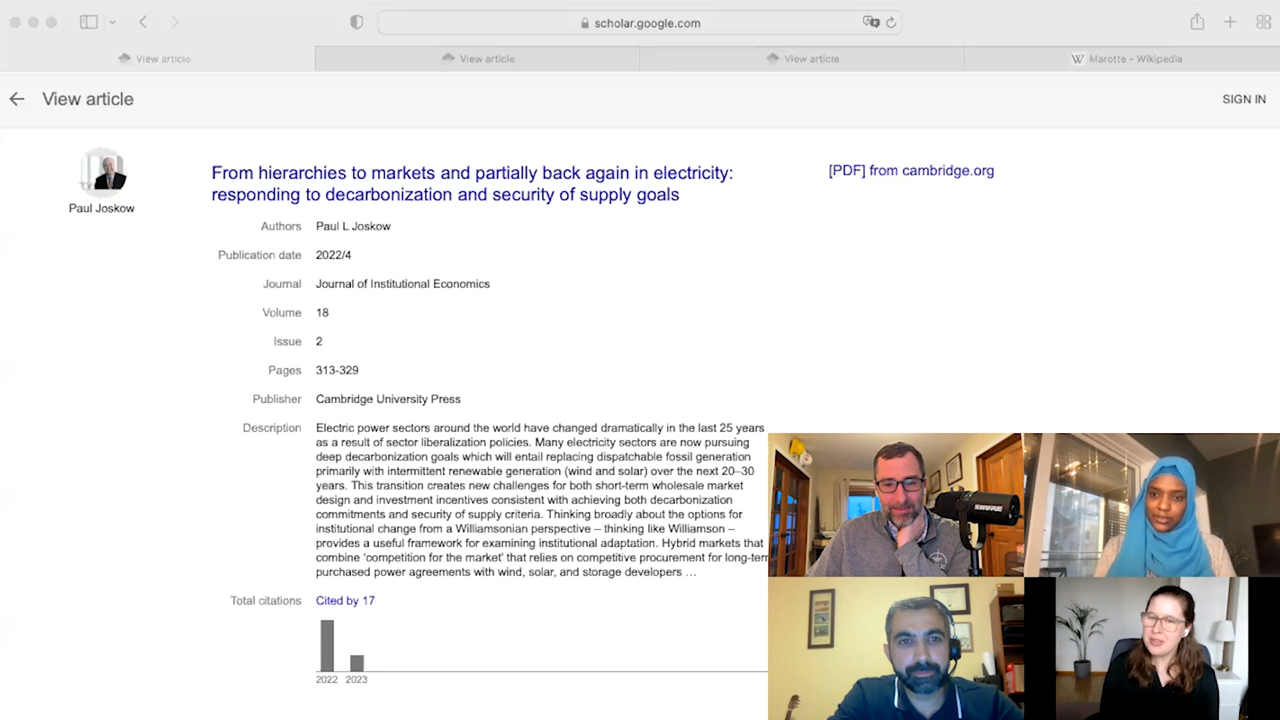 scholar.google.com
View article
View article
View article
Marotte - Wikipedia
View article
SIGN IN
Paul Joskow
From hierarchies to markets and partially back again in electricity:
responding to decarbonization and security of supply goals
[PDF] from cambridge.org
Authors Paul L Joskow
Publication date 2022/4
Journal Journal of Institutional Economics
Volume 18
Issue 2
Pages 313-329
Publisher Cambridge University Press
Description Electric power sectors around the world have changed dramatically in the last 25 years
as a result of sector liberalization policies. Many electricity sectors are now pursuing
deep decarbonization goals which will entail replacing dispatchable fossil generation
primarily with intermittent renewable generation (wind and solar) over the next 20–30
years. This transition creates new challenges for both short-term wholesale market
design and investment incentives consistent with achieving both decarbonization
commitments and security of supply criteria. Thinking broadly about the options for
institutional change from a Williamsonian perspective – thinking like Williamson –
provides a useful framework for examining institutional adaptation. Hybrid markets that
combine ‘competition for the market’ that relies on competitive procurement for long-term
purchased power agreements with wind, solar, and storage developers …
Total citations Cited by 17
2022 2023
SHURE